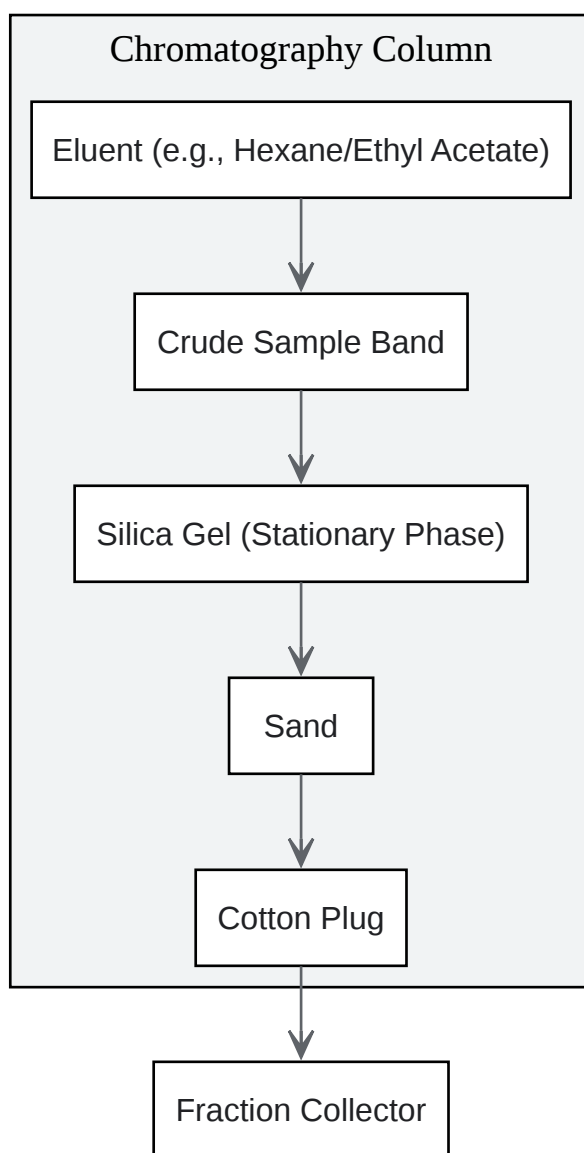 Chromatography Column
Eluent (e.g., Hexane/Ethyl Acetate)
Crude Sample Band
Silica Gel (Stationary Phase)
Sand
Cotton Plug
Fraction Collector